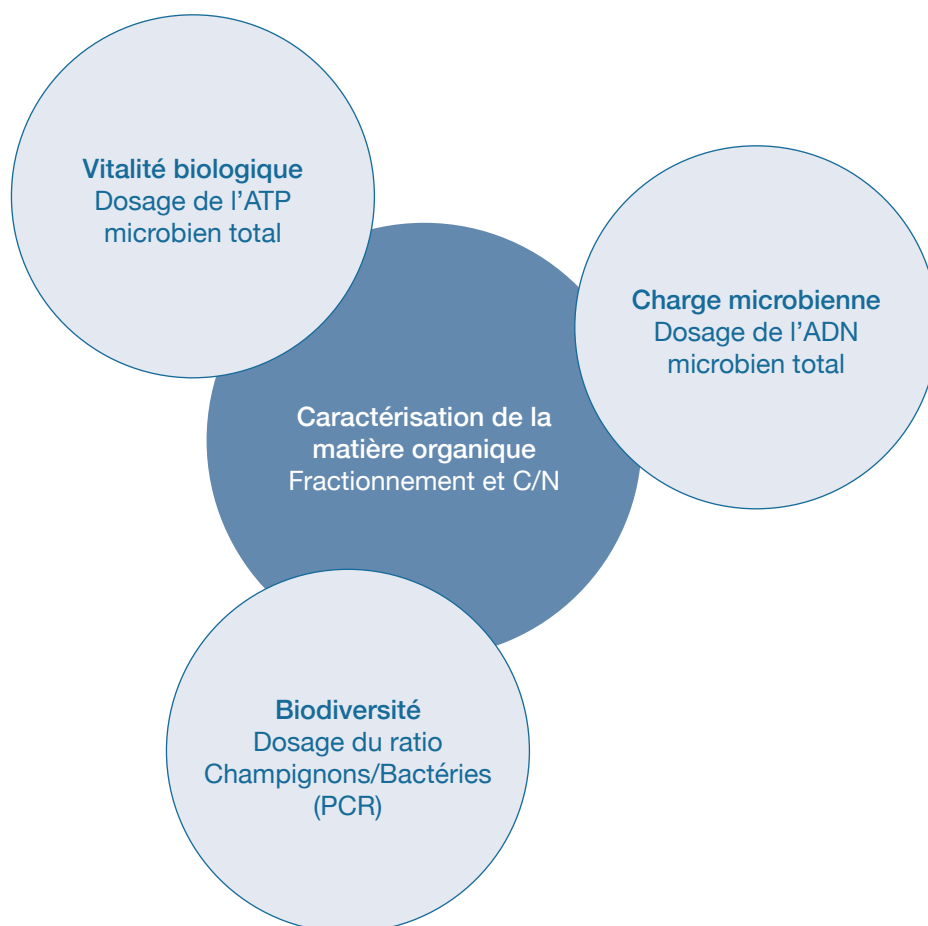 Vitalité biologique
Dosage de l'ATP
microbien total
Charge microbienne
Dosage de l'ADN
microbien total
Caractérisation de la
matière organique
Fractionnement et C/N
Biodiversité
Dosage du ratio
Champignons/Bactéries
(PCR)